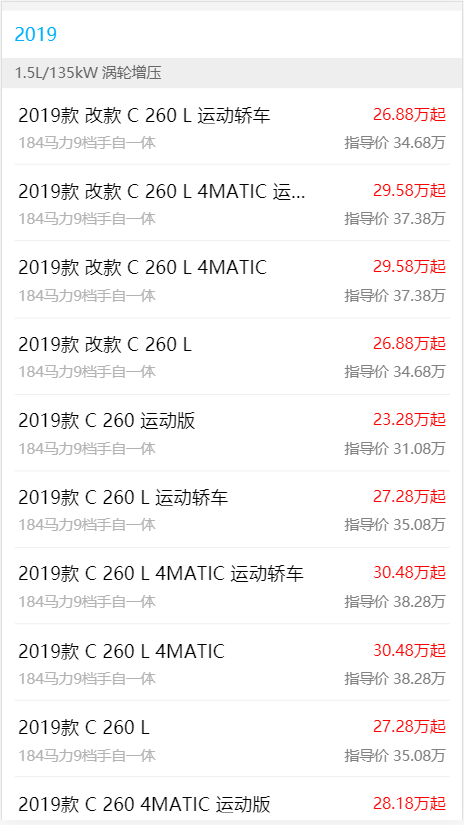 2019
1.5L/135kW 涡轮增压
2019款 改款 C 260 L 运动轿车 26.88万起
184马力9档手自一体 指导价 34.68万
2019款 改款 C 260 L 4MATIC 运... 29.58万起
184马力9档手自一体 指导价 37.38万
2019款 改款 C 260 L 4MATIC 29.58万起
184马力9档手自一体 指导价 37.38万
2019款 改款 C 260 L 26.88万起
184马力9档手自一体 指导价 34.68万
2019款 C 260 运动版 23.28万起
184马力9档手自一体 指导价 31.08万
2019款 C 260 L 运动轿车 27.28万起
184马力9档手自一体 指导价 35.08万
2019款 C 260 L 4MATIC 运动轿车 30.48万起
184马力9档手自一体 指导价 38.28万
2019款 C 260 L 4MATIC 30.48万起
184马力9档手自一体 指导价 38.28万
2019款 C 260 L 27.28万起
184马力9档手自一体 指导价 35.08万
2019款 C 260 4MATIC 运动版 28.18万起